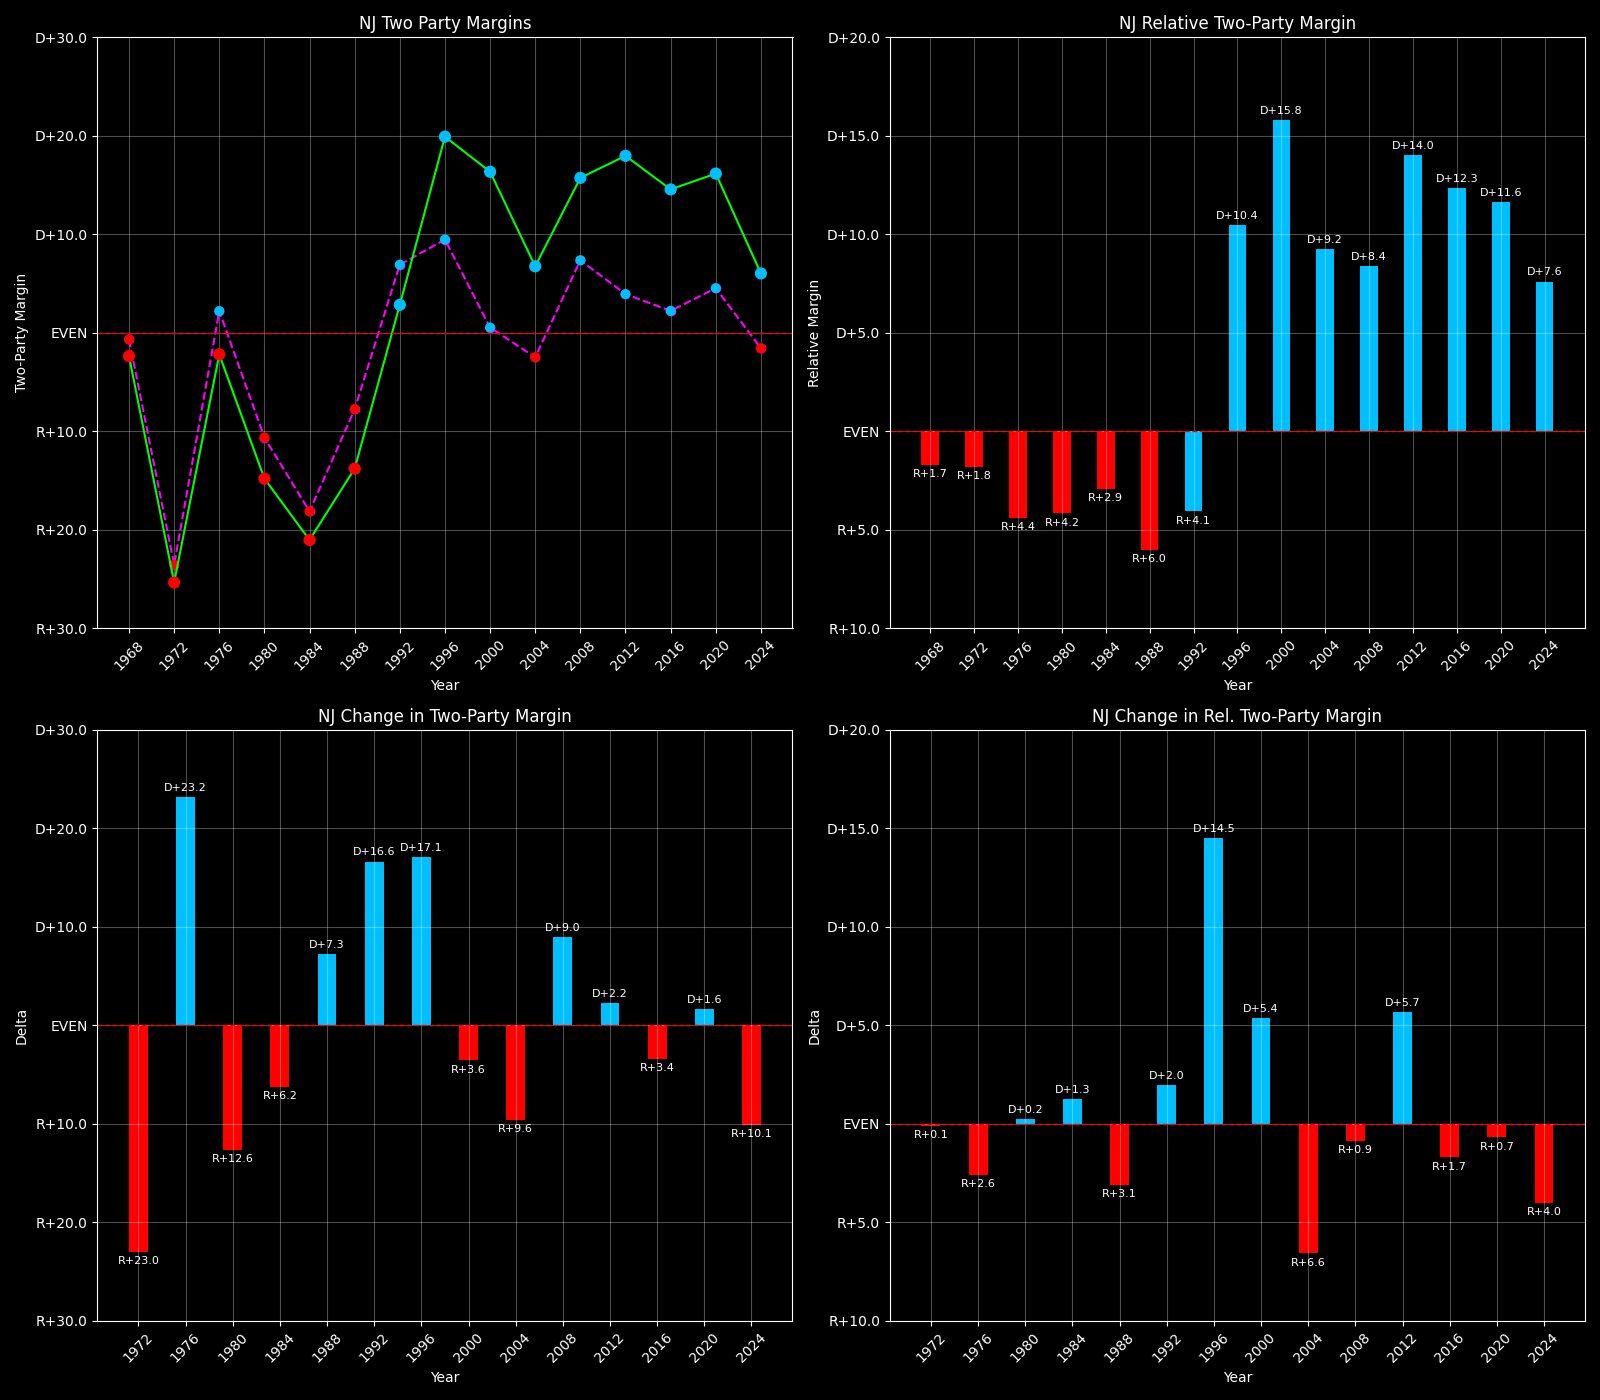 NJ Two Party Margins
D+30.0
D+20.0
D+10.0
EVEN
R+10.0
R+20.0
R+30.0
Two-Party Margin
1968 1972 1976 1980 1984 1988 1992 1996 2000 2004 2008 2012 2016 2020 2024
Year
NJ Relative Two-Party Margin
D+20.0
D+15.0
D+10.0
D+5.0
EVEN
R+5.0
R+10.0
Relative Margin
R+1.7 R+1.8 R+4.4 R+4.2 R+2.9 R+6.0 R+4.1 D+10.4 D+15.8 D+9.2 D+8.4 D+14.0 D+12.3 D+11.6 D+7.6
1968 1972 1976 1980 1984 1988 1992 1996 2000 2004 2008 2012 2016 2020 2024
Year
NJ Change in Two-Party Margin
D+30.0
D+20.0
D+10.0
EVEN
R+10.0
R+20.0
R+30.0
Delta
R+23.0 D+23.2 R+12.6 R+6.2 D+7.3 D+16.6 D+17.1 R+3.6 R+9.6 D+9.0 D+2.2 R+3.4 D+1.6 R+10.1
1972 1976 1980 1984 1988 1992 1996 2000 2004 2008 2012 2016 2020 2024
Year
NJ Change in Rel. Two-Party Margin
D+20.0
D+15.0
D+10.0
D+5.0
EVEN
R+5.0
R+10.0
Delta
R+0.1 R+2.6 D+0.2 D+1.3 R+3.1 D+2.0 D+14.5 D+5.4 R+6.6 R+0.9 D+5.7 R+1.7 R+0.7 R+4.0
1972 1976 1980 1984 1988 1992 1996 2000 2004 2008 2012 2016 2020 2024
Year